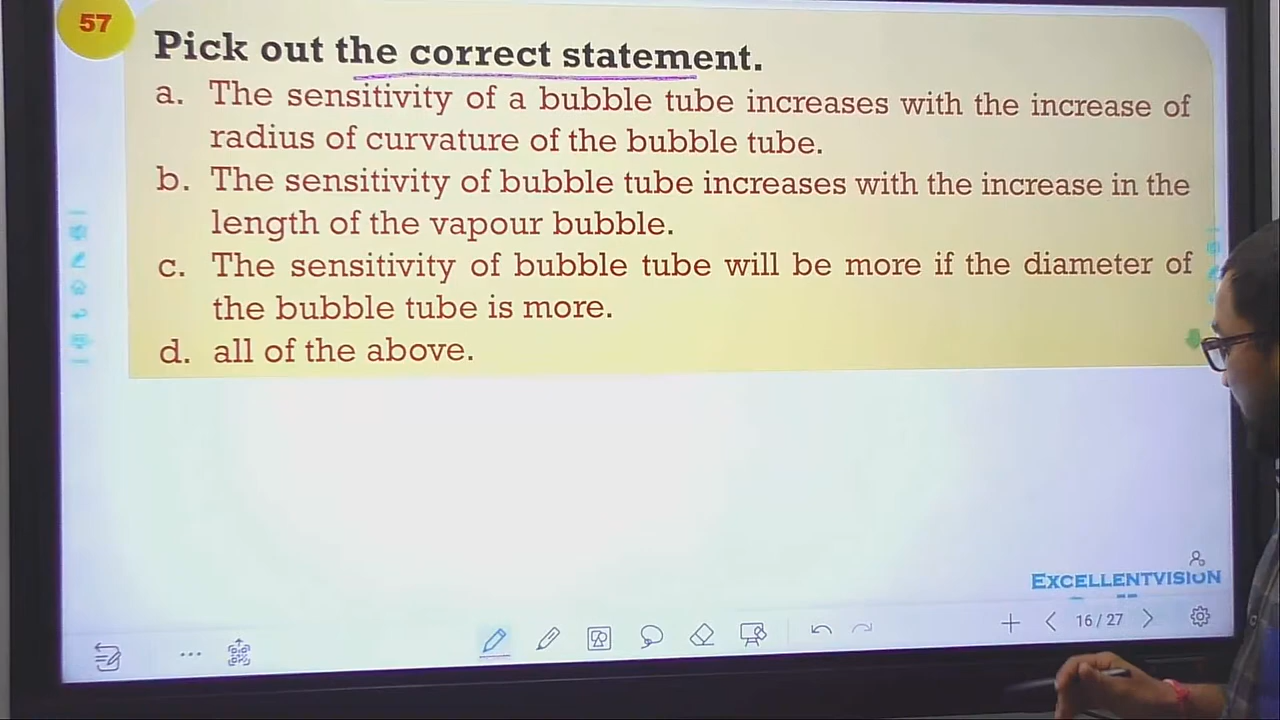 57
Pick out the correct statement.
a. The sensitivity of a bubble tube increases with the increase of
radius of curvature of the bubble tube.
b. The sensitivity of bubble tube increases with the increase in the
length of the vapour bubble.
c. The sensitivity of bubble tube will be more if the diameter of
the bubble tube is more.
d. all of the above.
EXCELLENTVISION
16/27